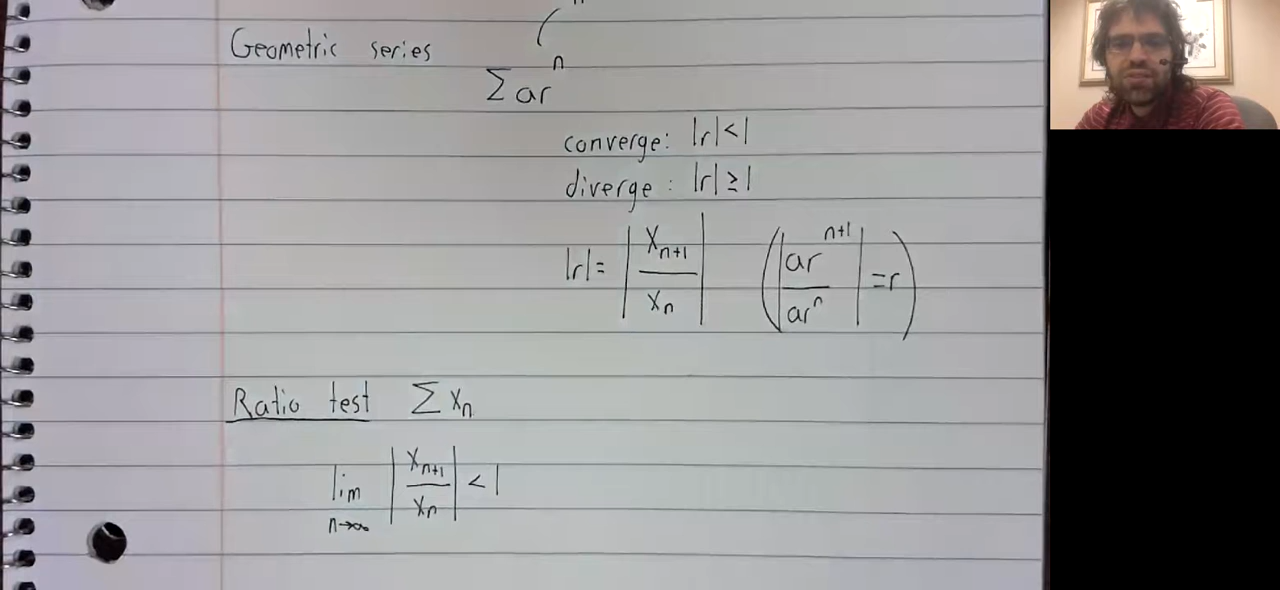 Geometric series
Σ ar^n
converge: |r| < 1
diverge: |r| ≥ 1
|r| = |x_{n+1} / x_n| (|ar^{n+1} / ar^n| = r)
Ratio test Σ x_n
lim_{n→∞} |x_{n+1} / x_n| < 1